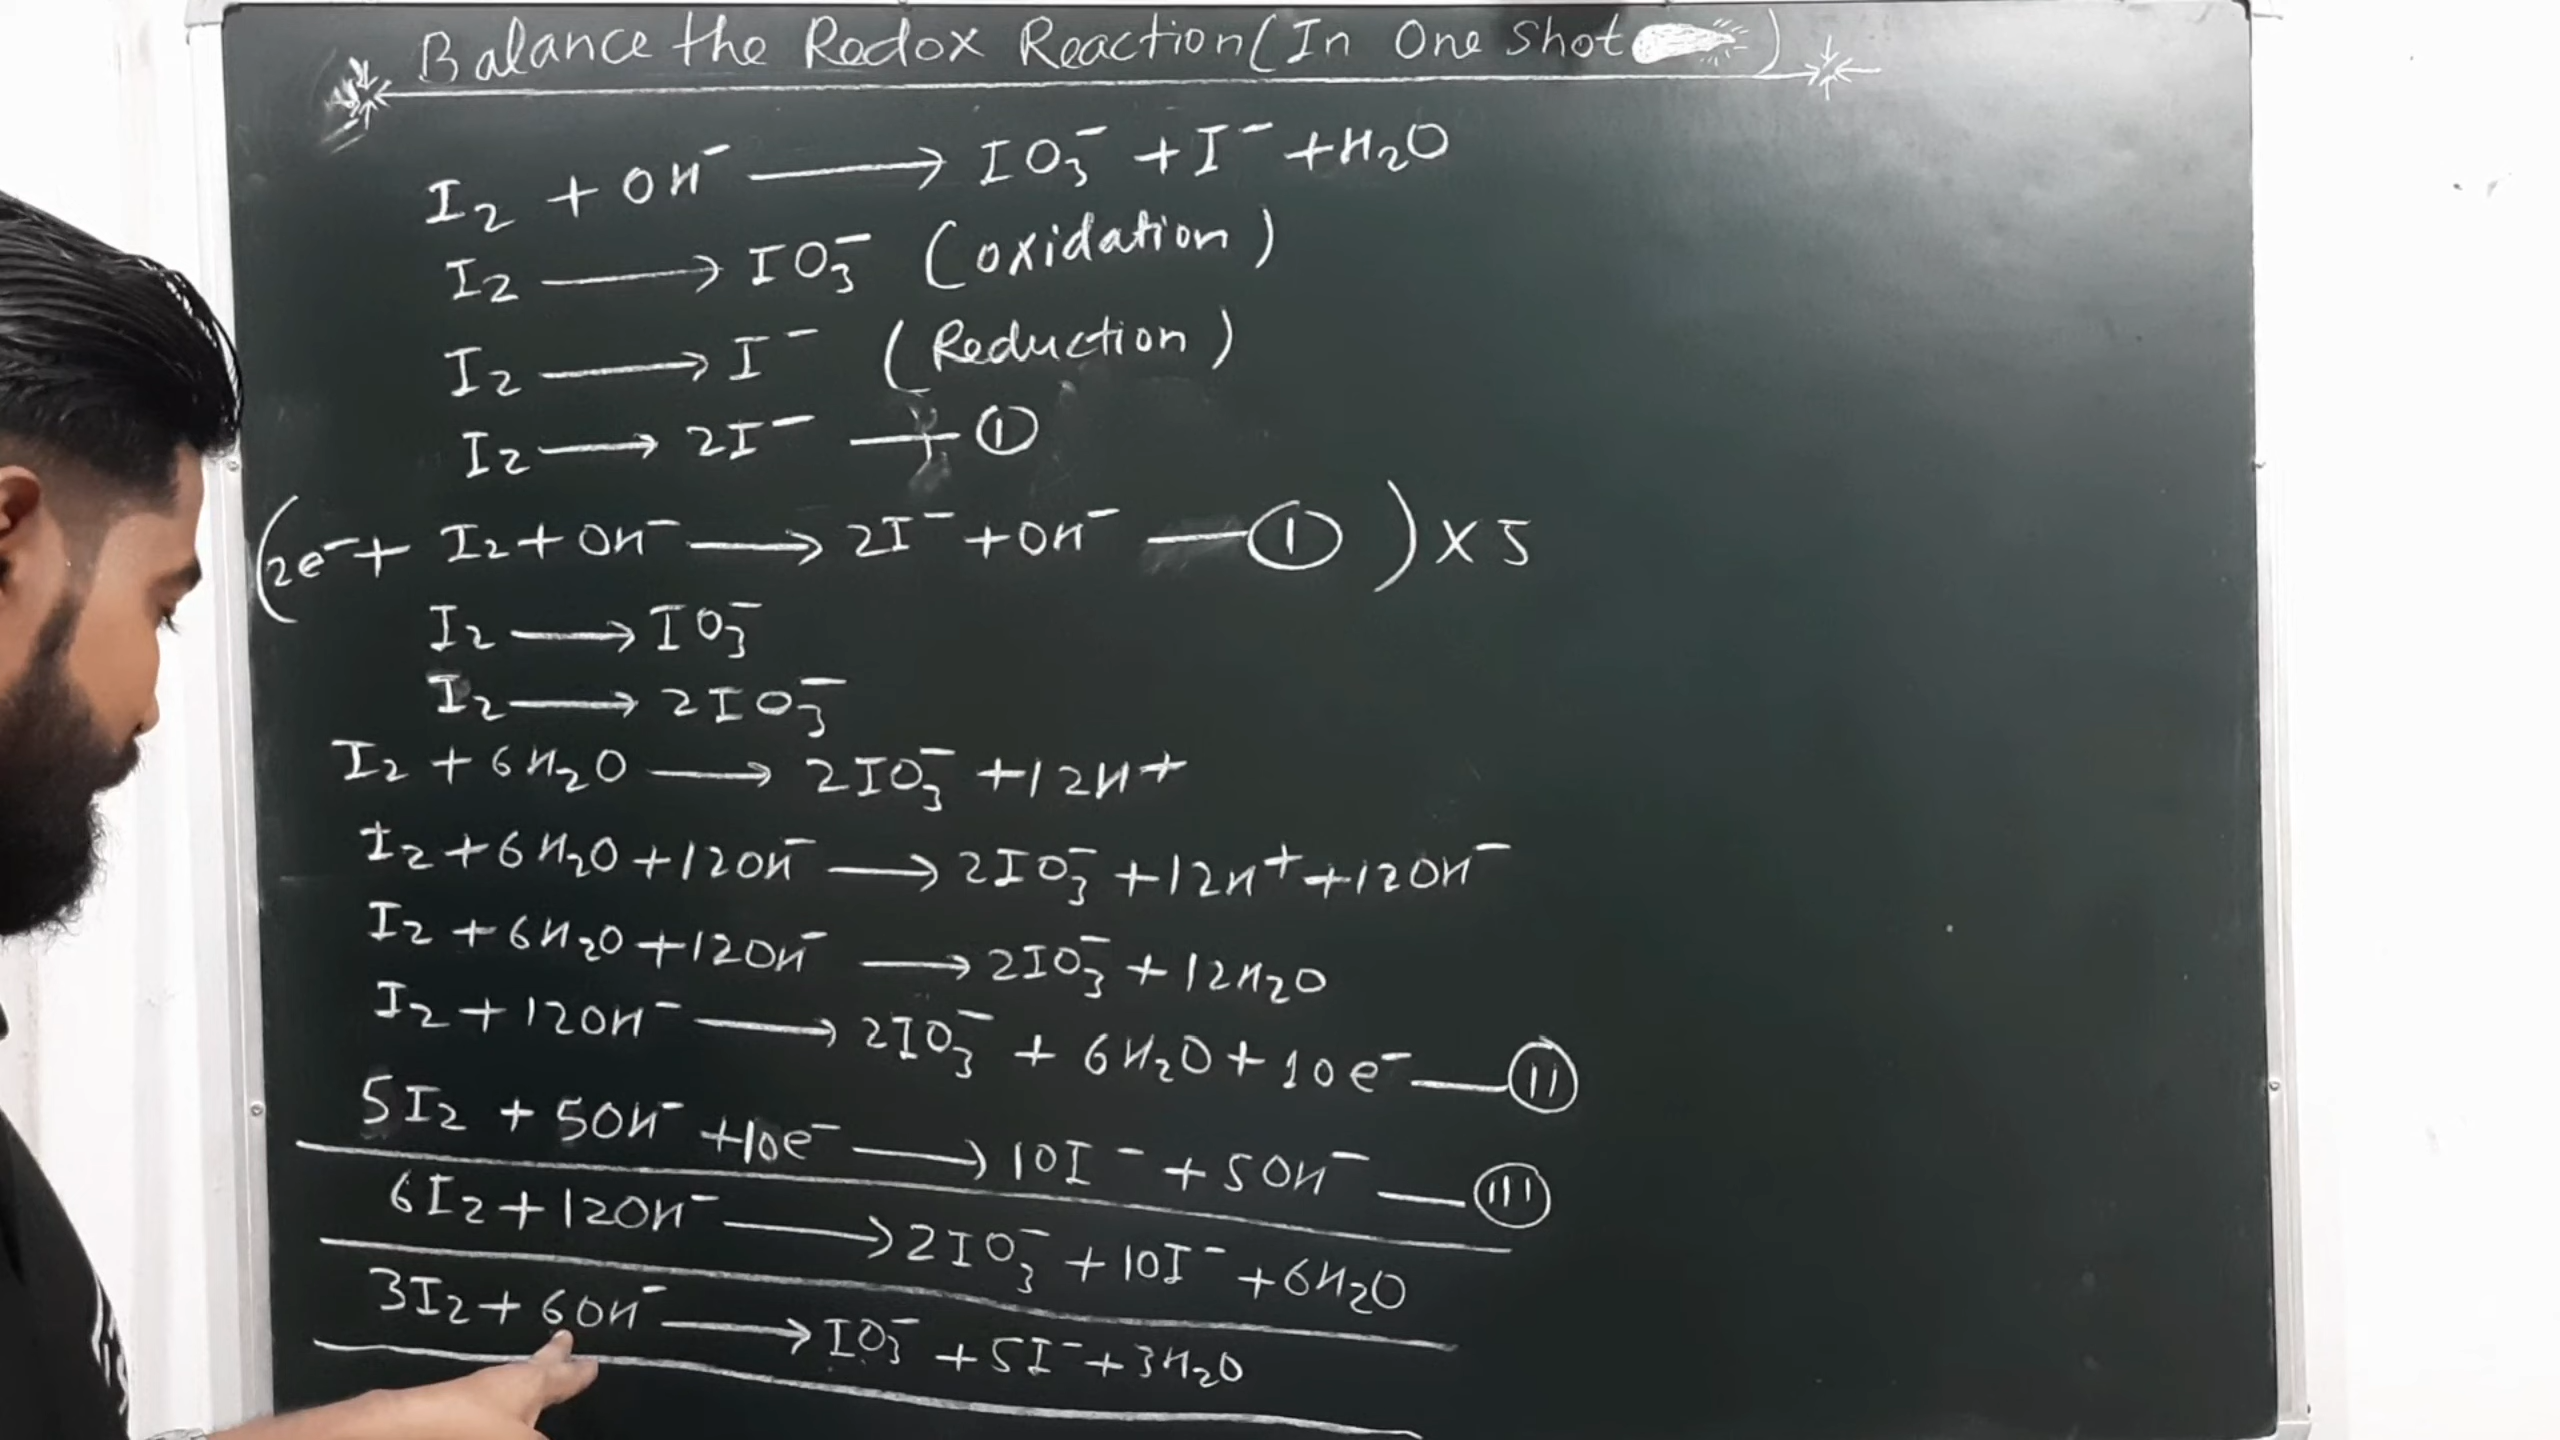 Balance the Redox Reaction (In One Shot)
I₂ + OH⁻ ⟶ IO₃⁻ + I⁻ + H₂O
I₂ ⟶ IO₃⁻ (oxidation)
I₂ ⟶ I⁻ (Reduction)
I₂ ⟶ 2I⁻ — ①
(2e⁻ + I₂ + OH⁻ ⟶ 2I⁻ + OH⁻ — ①) × 5
I₂ ⟶ IO₃⁻
I₂ ⟶ 2IO₃⁻
I₂ + 6H₂O ⟶ 2IO₃⁻ + 12H⁺
I₂ + 6H₂O + 12OH⁻ ⟶ 2IO₃⁻ + 12H⁺ + 12OH⁻
I₂ + 6H₂O + 12OH⁻ ⟶ 2IO₃⁻ + 12H₂O
I₂ + 12OH⁻ ⟶ 2IO₃⁻ + 6H₂O + 10e⁻ — (II)
5I₂ + 5OH⁻ + 10e⁻ ⟶ 10I⁻ + 5OH⁻ — (III)
6I₂ + 12OH⁻ ⟶ 2IO₃⁻ + 10I⁻ + 6H₂O
3I₂ + 6OH⁻ ⟶ IO₃⁻ + 5I⁻ + 3H₂O